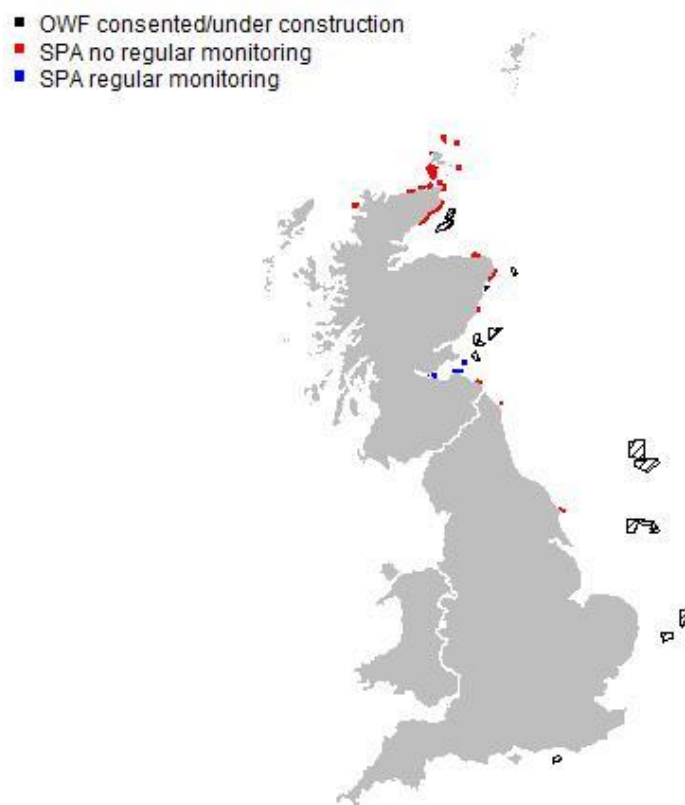 OWF consented/under construction
SPA no regular monitoring
SPA regular monitoring